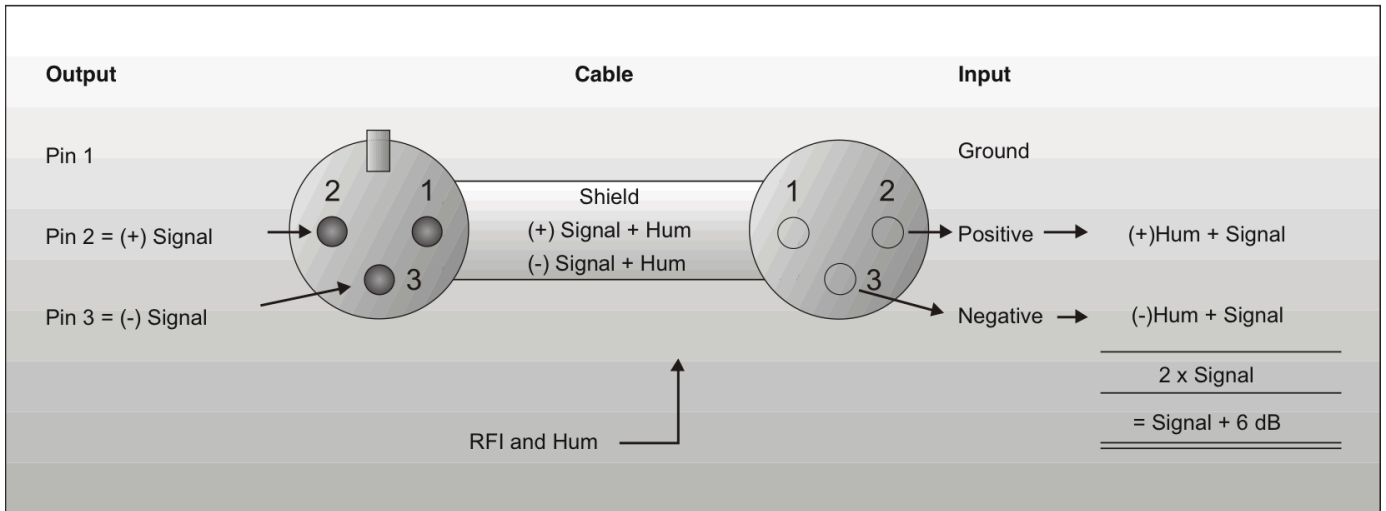 Output
Cable
Input
Pin 1
Ground
2
1
Shield
1
2
Pin 2 = (+) Signal
(+) Signal + Hum
Positive
(+)Hum + Signal
(-) Signal + Hum
3
3
Pin 3 = (-) Signal
Negative
(-)Hum + Signal
2 x Signal
= Signal + 6 dB
RFI and Hum